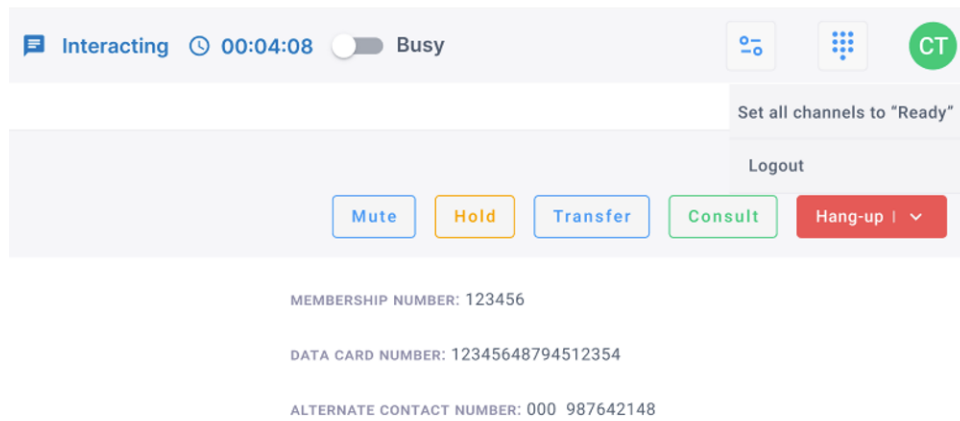 Interacting 00:04:08 Busy CT
Set all channels to “Ready”
Logout
Mute Hold Transfer Consult Hang-up
MEMBERSHIP NUMBER: 123456
DATA CARD NUMBER: 12345648794512354
ALTERNATE CONTACT NUMBER: 000 987642148